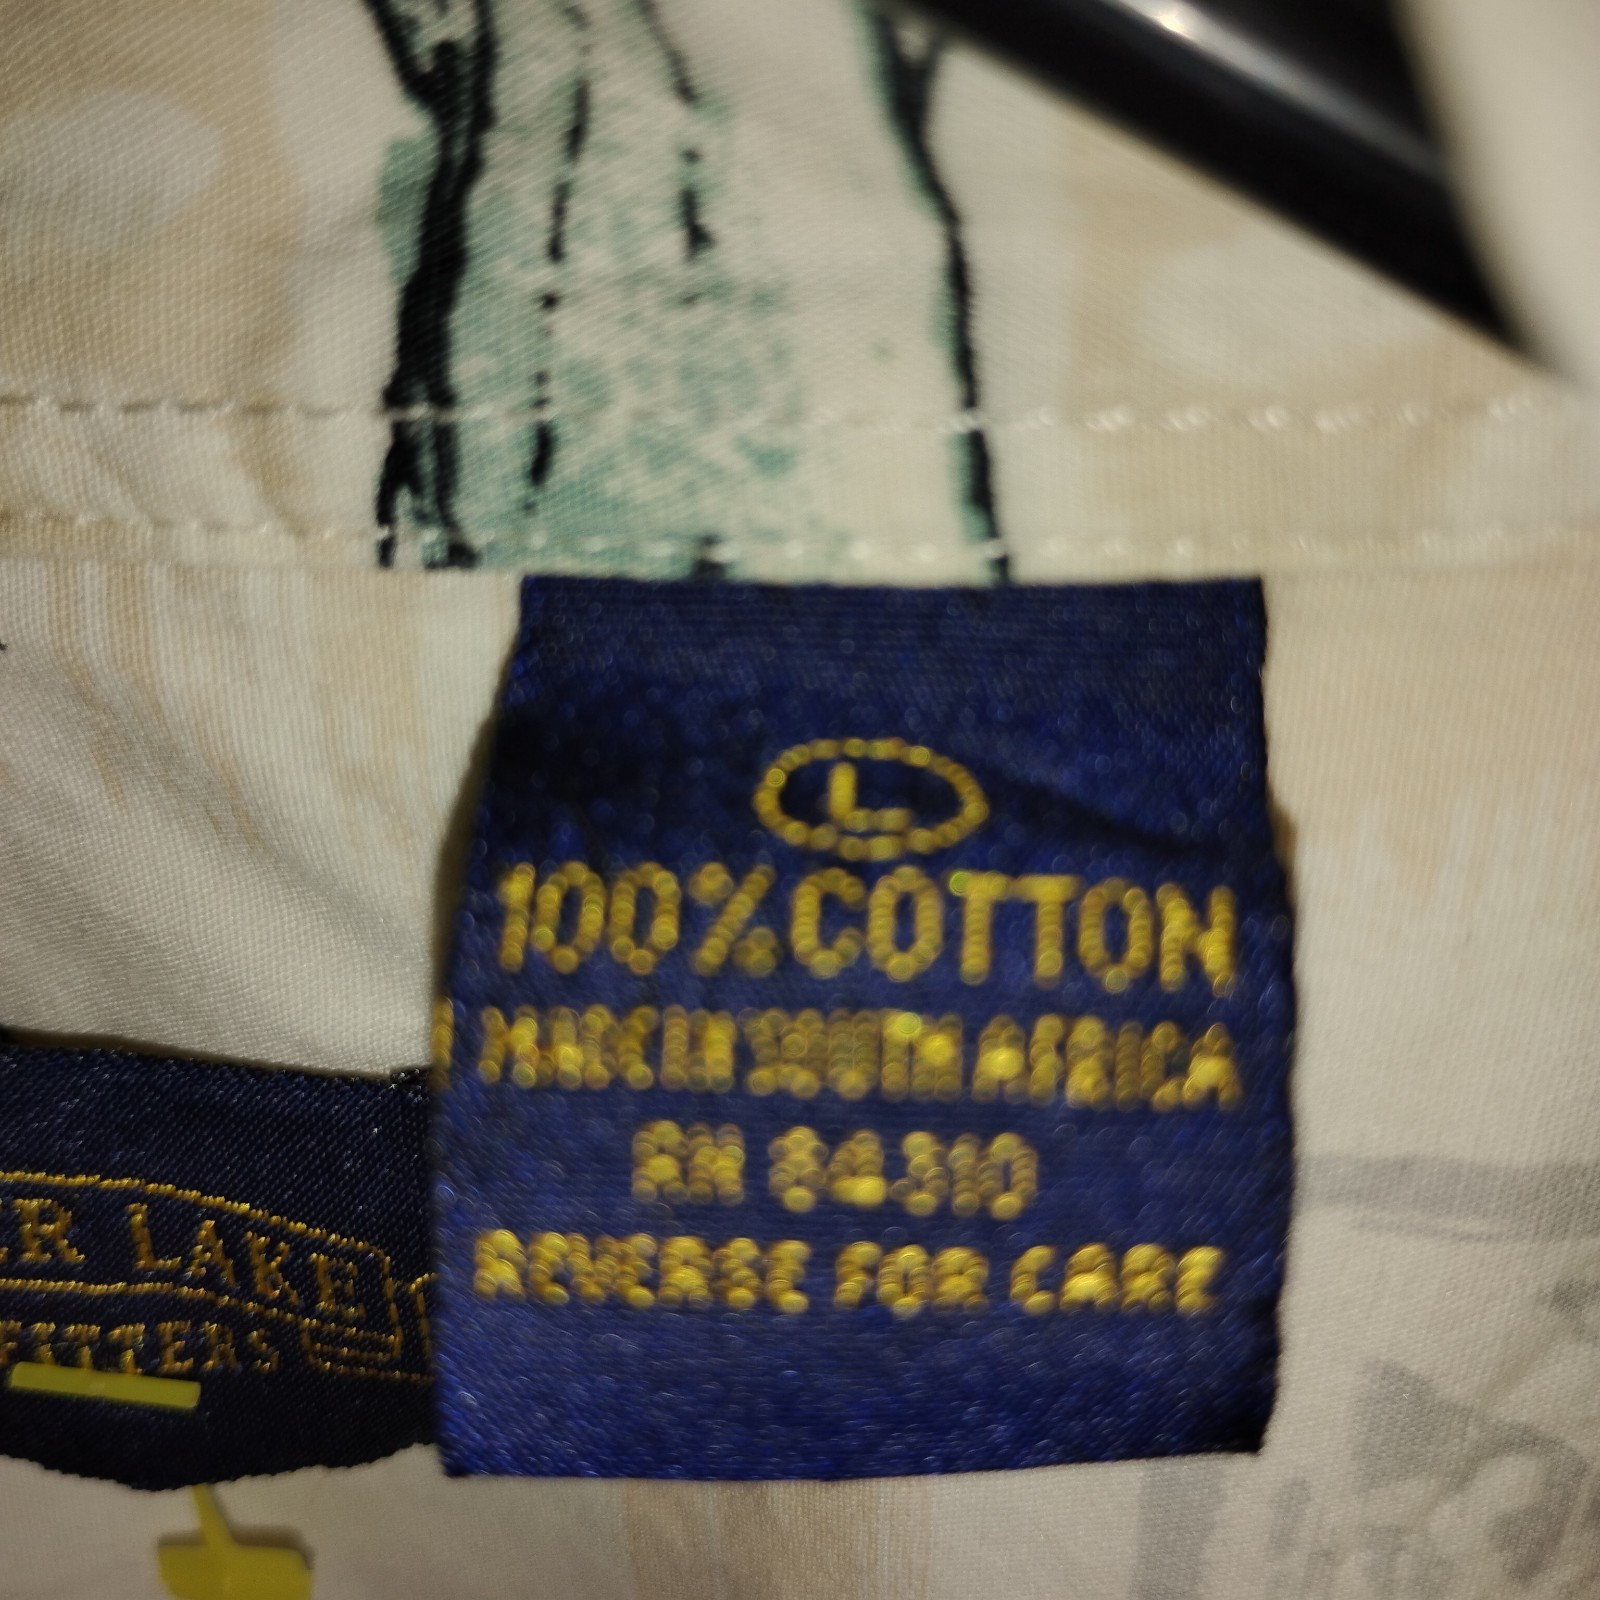 L
100% COTTON
MADE IN SOUTH AFRICA
RN 84310
REVERSE FOR CARE
LAKE